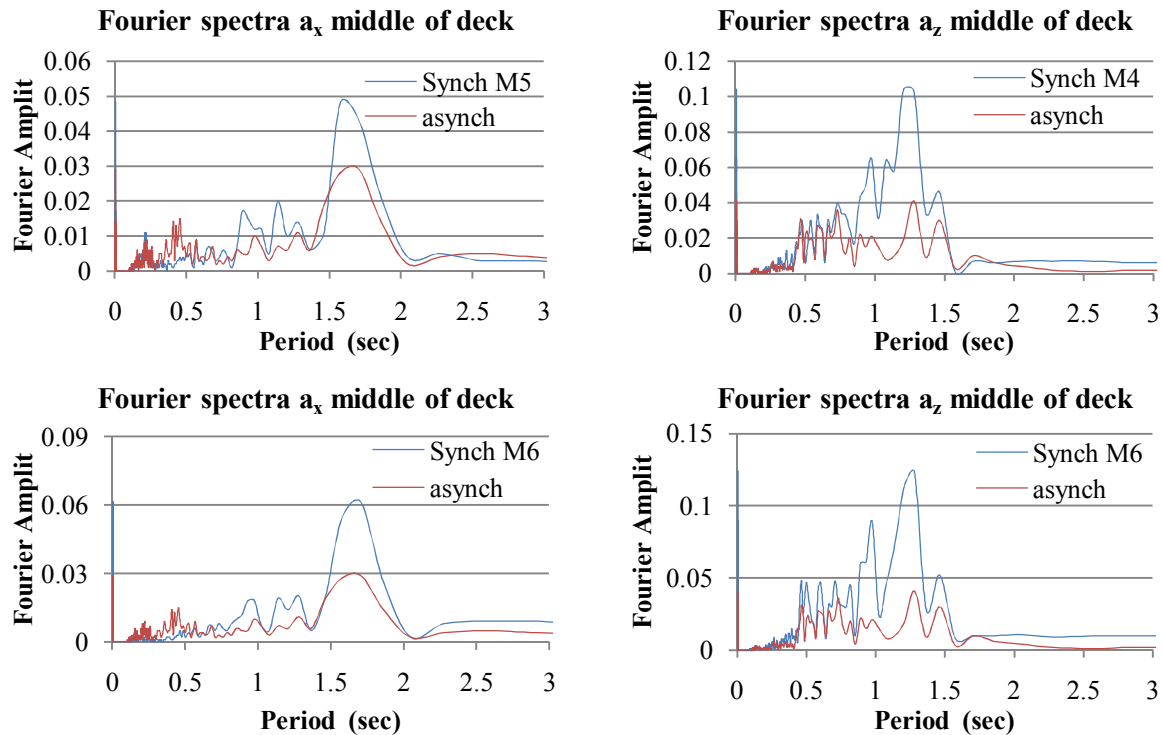 Fourier spectra ax middle of deck
Fourier Amplit
0.06
0.05
0.04
0.03
0.02
0.01
0
Synch M5
asynch
0 0.5 1 1.5 2 2.5 3
Period (sec)
Fourier spectra az middle of deck
Fourier Amplit
0.12
0.1
0.08
0.06
0.04
0.02
0
Synch M4
asynch
0 0.5 1 1.5 2 2.5 3
Period (sec)
Fourier spectra ax middle of deck
Fourier Amplit
0.09
0.06
0.03
0
Synch M6
asynch
0 0.5 1 1.5 2 2.5 3
Period (sec)
Fourier spectra az middle of deck
Fourier Amplit
0.15
0.1
0.05
0
Synch M6
asynch
0 0.5 1 1.5 2 2.5 3
Period (sec)